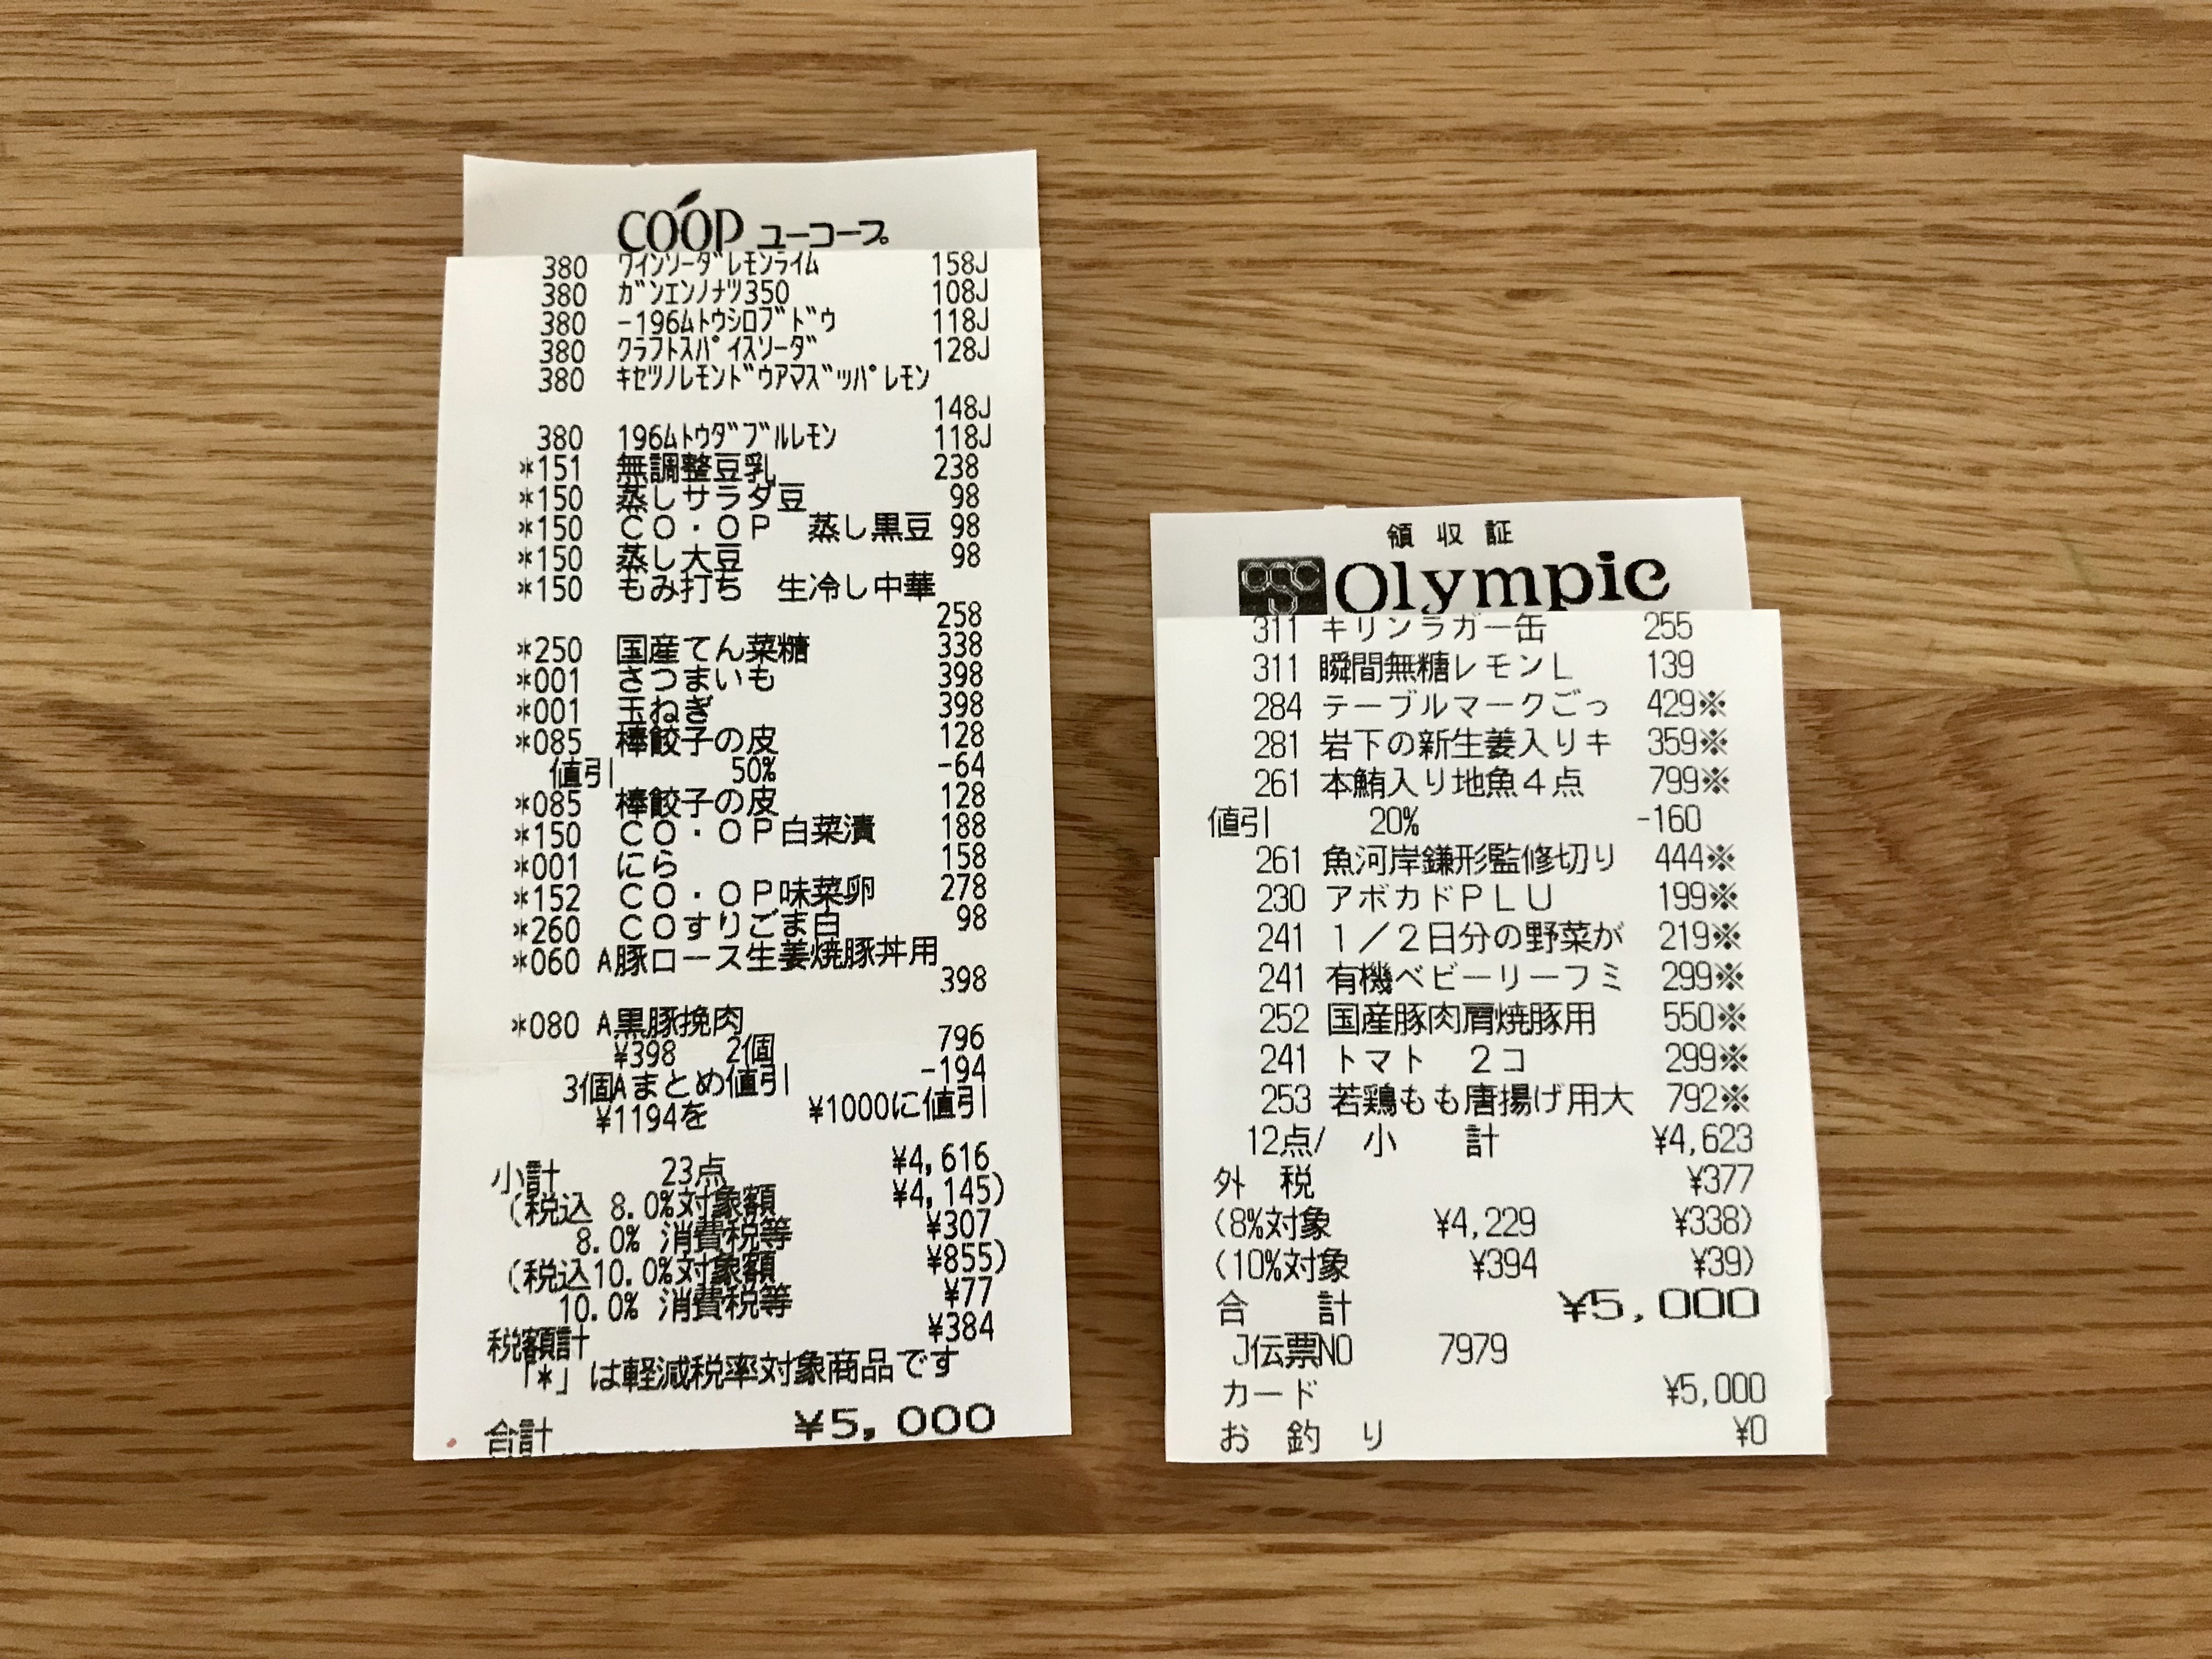 CO・OP ユーコープ
380 ワインソーダレモンライム 158J
380 ガンエンノナツ350 108J
380 -196ムトウシロブドウ 118J
380 クラフトスパイスソーダ 128J
380 キセツノレモンドウアマズッパレモン
148J
380 196ムトウダブルレモン 118J
*151 無調整豆乳 238
*150 蒸しサラダ豆 98
*150 CO・OP 蒸し黒豆 98
*150 蒸し大豆 98
*150 もみ打ち 生冷し中華
258
*250 国産てん菜糖 338
*001 さつまいも 398
*001 玉ねぎ 398
*085 棒餃子の皮 128
値引 50% -64
*085 棒餃子の皮 128
*150 CO・OP白菜漬 188
*001 にら 158
*152 CO・OP味菜卵 278
*260 COすりごま白 98
*060 A豚ロース生姜焼豚丼用
398
*080 A黒豚挽肉
¥398 2個 796
3個Aまとめ値引 -194
¥1194を ¥1000に値引
小計 23点 ¥4,616
(税込 8.0%対象額 ¥4,145)
8.0% 消費税等 ¥307
(税込10.0%対象額 ¥855)
10.0% 消費税等 ¥77
税額計 ¥384
「*」は軽減税率対象商品です
合計 ¥5,000
領収証
OSC Olympic
311 キリンラガー缶 255
311 瞬間無糖レモンL 139
284 テーブルマークごっ 429※
281 岩下の新生姜入りキ 359※
261 本鮪入り地魚4点 799※
値引 20% -160
261 魚河岸鎌形監修切り 444※
230 アボカドPLU 199※
241 1/2日分の野菜が 219※
241 有機ベビーリーフミ 299※
252 国産豚肉肩焼豚用 550※
241 トマト 2コ 299※
253 若鶏もも唐揚げ用大 792※
12点/ 小計 ¥4,623
外税 ¥377
(8%対象 ¥4,229 ¥338)
(10%対象 ¥394 ¥39)
合計 ¥5,000
J伝票NO 7979
カード ¥5,000
お釣り ¥0